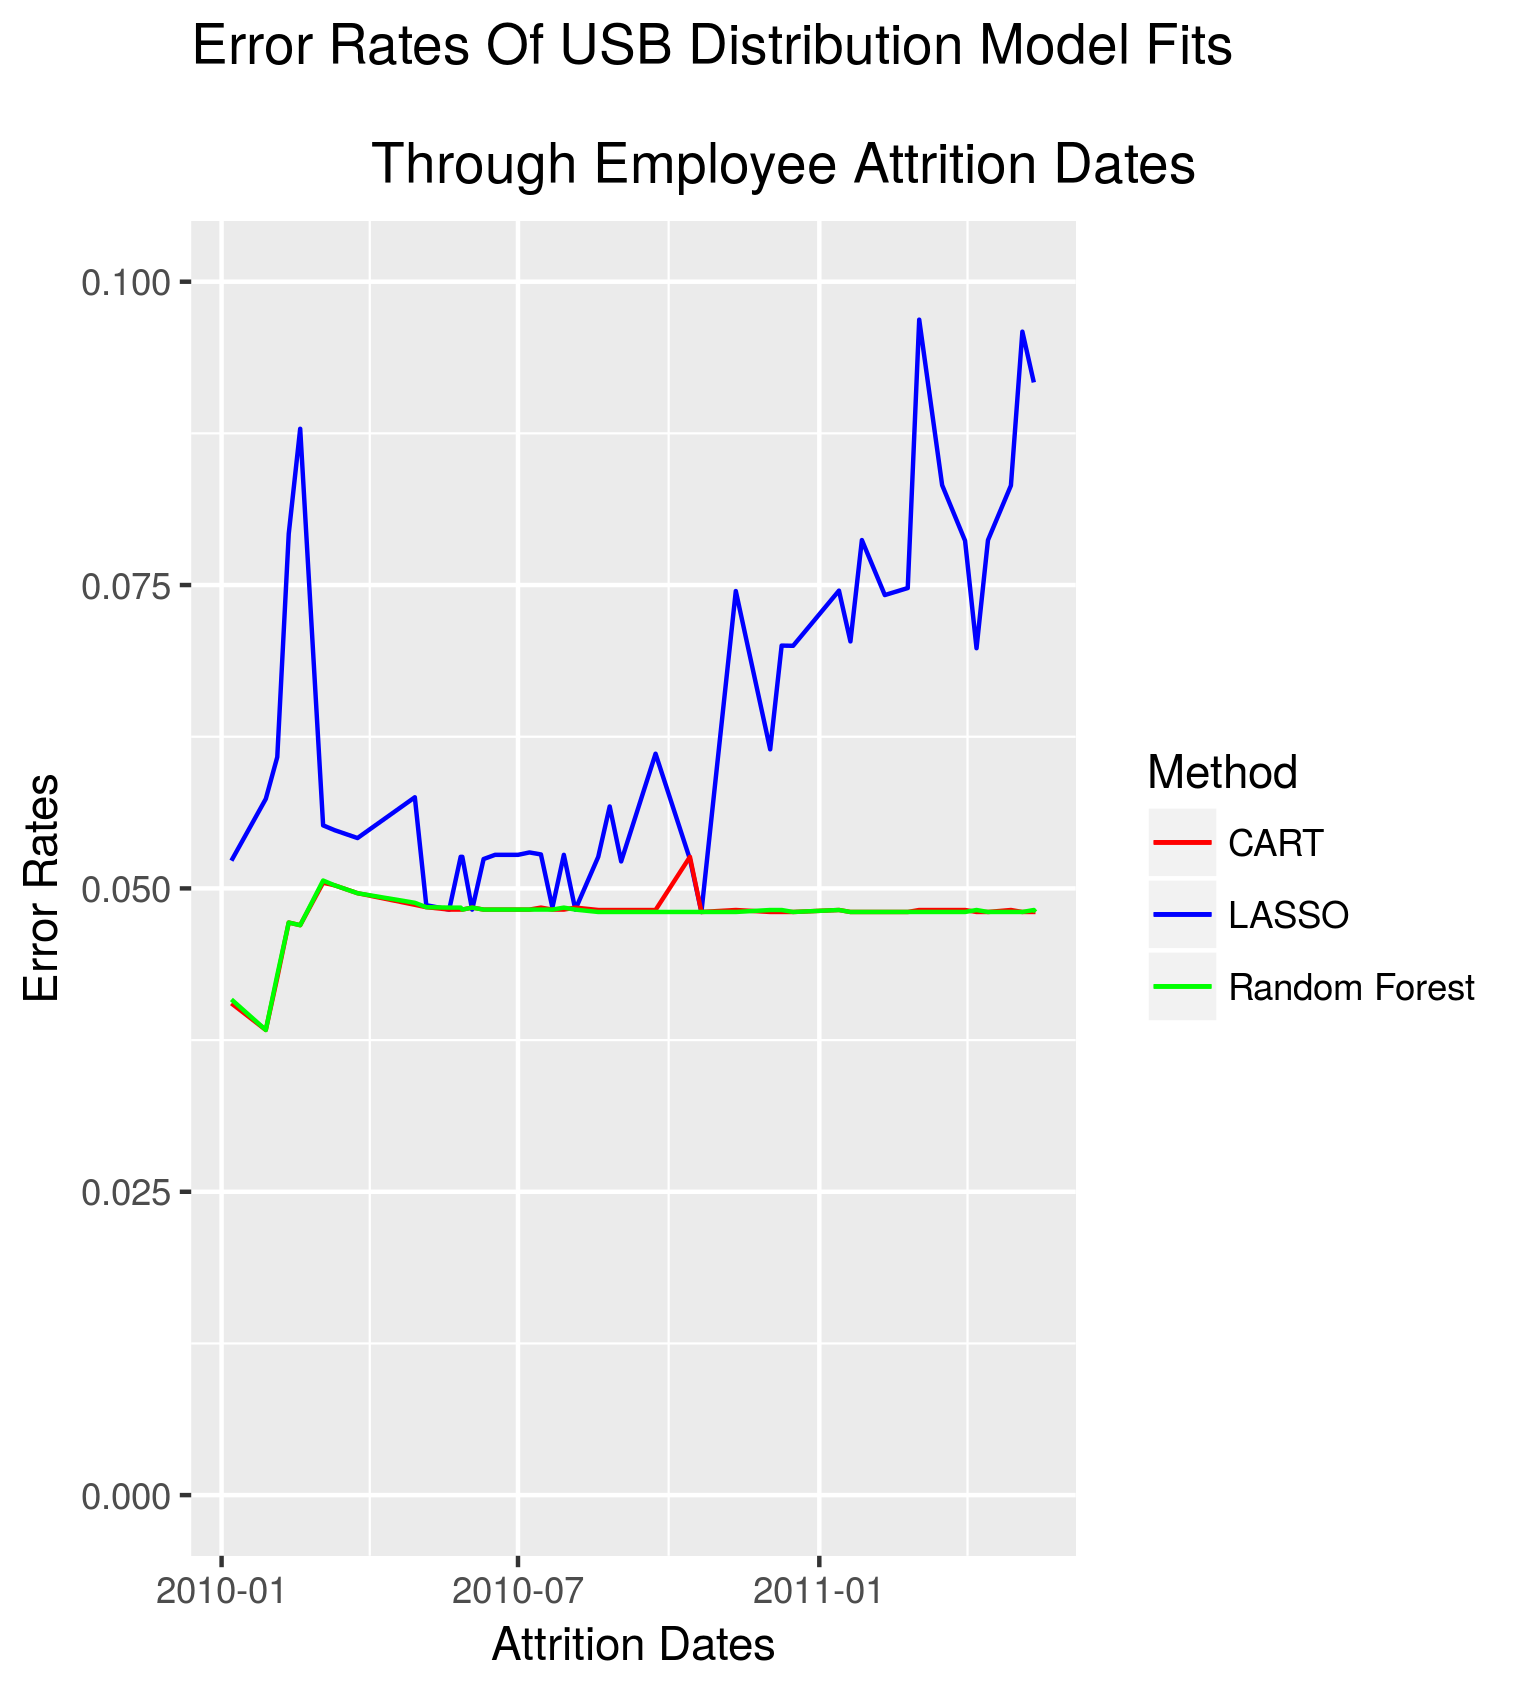 Error Rates Of USB Distribution Model Fits
Through Employee Attrition Dates
0.100
0.075
0.050
0.025
0.000
Error Rates
2010-01
2010-07
2011-01
Attrition Dates
Method
CART
LASSO
Random Forest